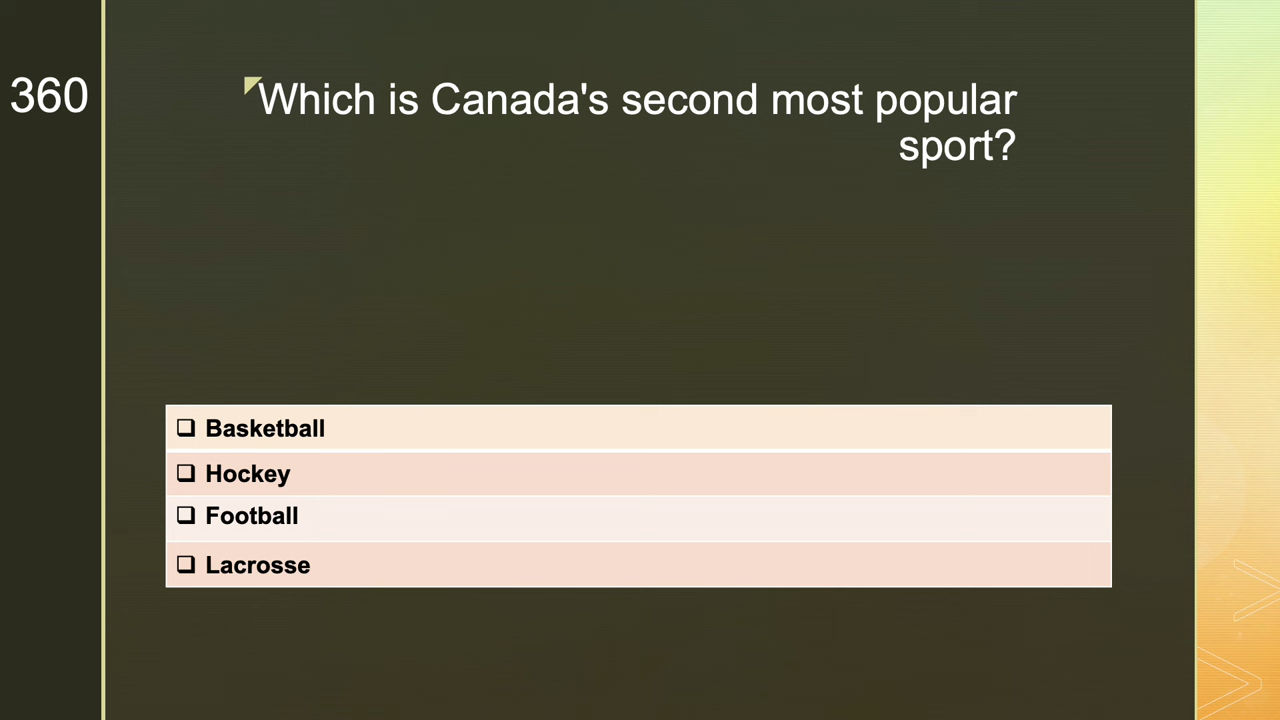 360
Which is Canada's second most popular
sport?
❑ Basketball
❑ Hockey
❑ Football
❑ Lacrosse